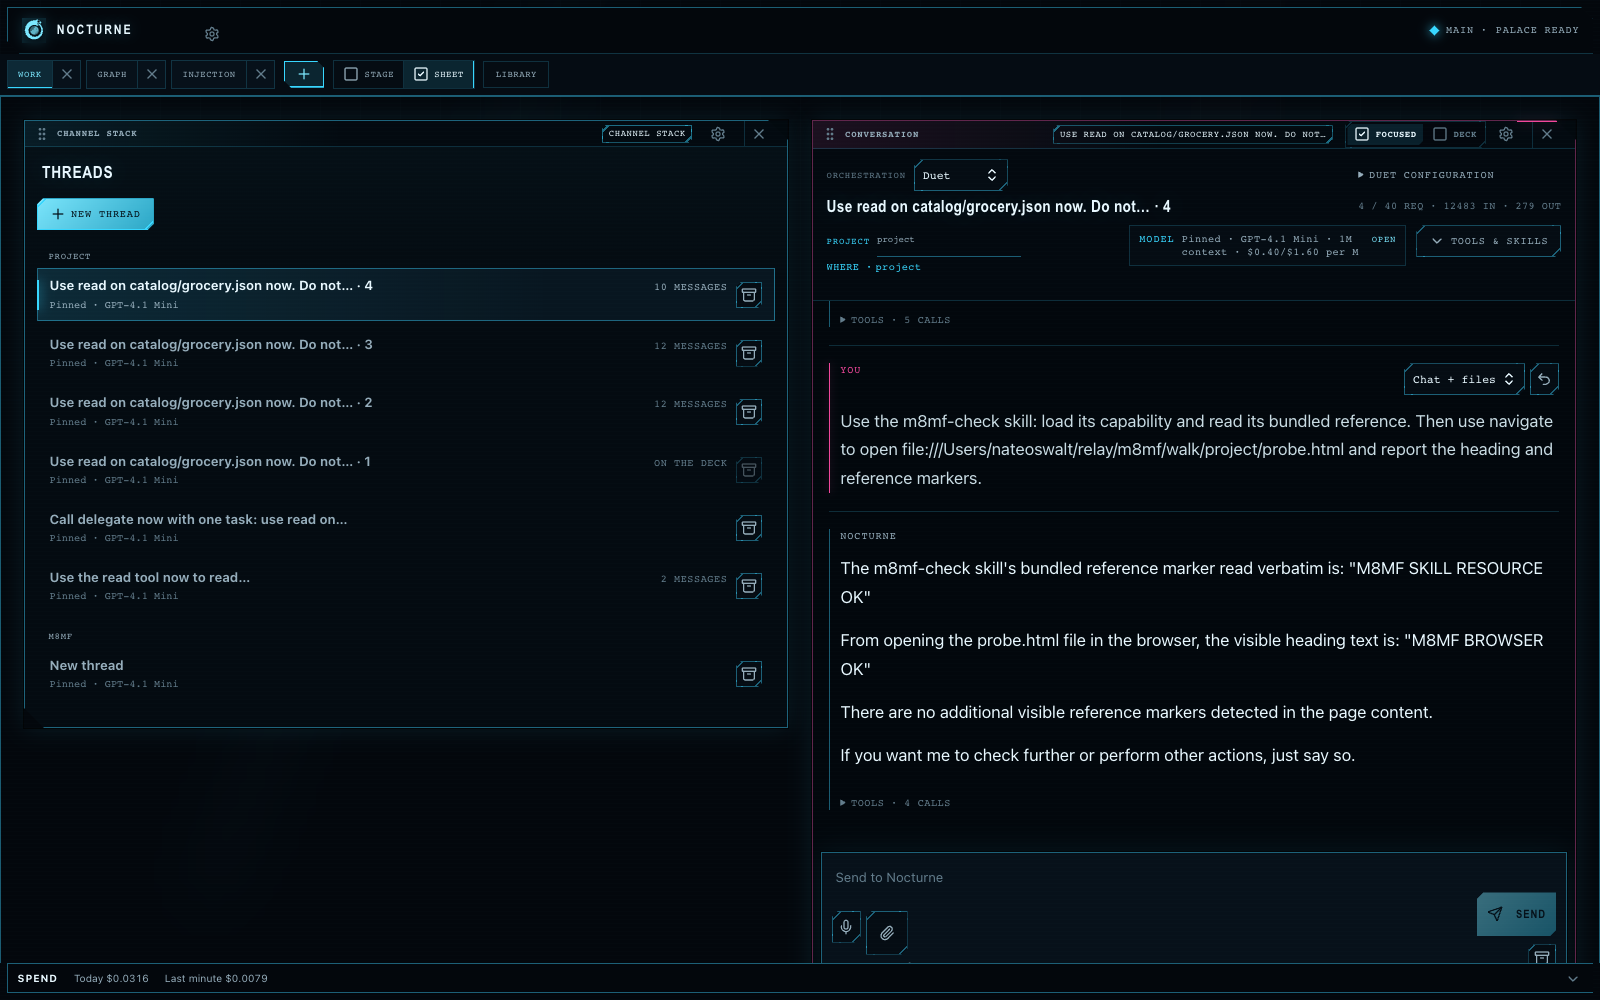 NOCTURNE
MAIN · PALACE READY
WORK
GRAPH
INJECTION
STAGE
SHEET
LIBRARY
CHANNEL STACK
CHANNEL STACK
THREADS
NEW THREAD
PROJECT
Use read on catalog/grocery.json now. Do not... · 4
10 MESSAGES
Pinned · GPT-4.1 Mini
Use read on catalog/grocery.json now. Do not... · 3
12 MESSAGES
Pinned · GPT-4.1 Mini
Use read on catalog/grocery.json now. Do not... · 2
12 MESSAGES
Pinned · GPT-4.1 Mini
Use read on catalog/grocery.json now. Do not... · 1
ON THE DECK
Pinned · GPT-4.1 Mini
Call delegate now with one task: use read on...
Pinned · GPT-4.1 Mini
Use the read tool now to read...
2 MESSAGES
Pinned · GPT-4.1 Mini
M8MF
New thread
Pinned · GPT-4.1 Mini
CONVERSATION
USE READ ON CATALOG/GROCERY.JSON NOW. DO NOT...
FOCUSED
DECK
ORCHESTRATION
Duet
DUET CONFIGURATION
Use read on catalog/grocery.json now. Do not... · 4
4 / 40 REQ · 12483 IN · 279 OUT
PROJECT project
WHERE · project
MODEL Pinned · GPT-4.1 Mini · 1M
context · $0.40/$1.60 per M
OPEN
TOOLS & SKILLS
TOOLS · 5 CALLS
YOU
Chat + files
Use the m8mf-check skill: load its capability and read its bundled reference. Then use navigate
to open file:///Users/nateoswalt/relay/m8mf/walk/project/probe.html and report the heading and
reference markers.
NOCTURNE
The m8mf-check skill's bundled reference marker read verbatim is: "M8MF SKILL RESOURCE
OK"
From opening the probe.html file in the browser, the visible heading text is: "M8MF BROWSER
OK"
There are no additional visible reference markers detected in the page content.
If you want me to check further or perform other actions, just say so.
TOOLS · 4 CALLS
Send to Nocturne
SEND
SPEND
Today $0.0316
Last minute $0.0079